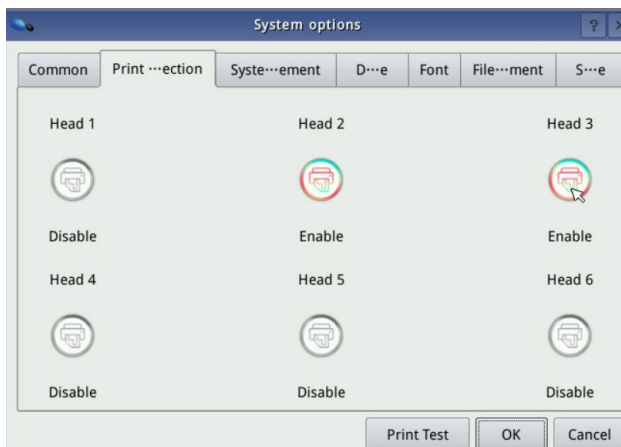 System options ?
Common Print ···ection Syste···ement D···e Font File···ment S···e
Head 1 Head 2 Head 3
Disable Enable Enable
Head 4 Head 5 Head 6
Disable Disable Disable
Print Test OK Cancel